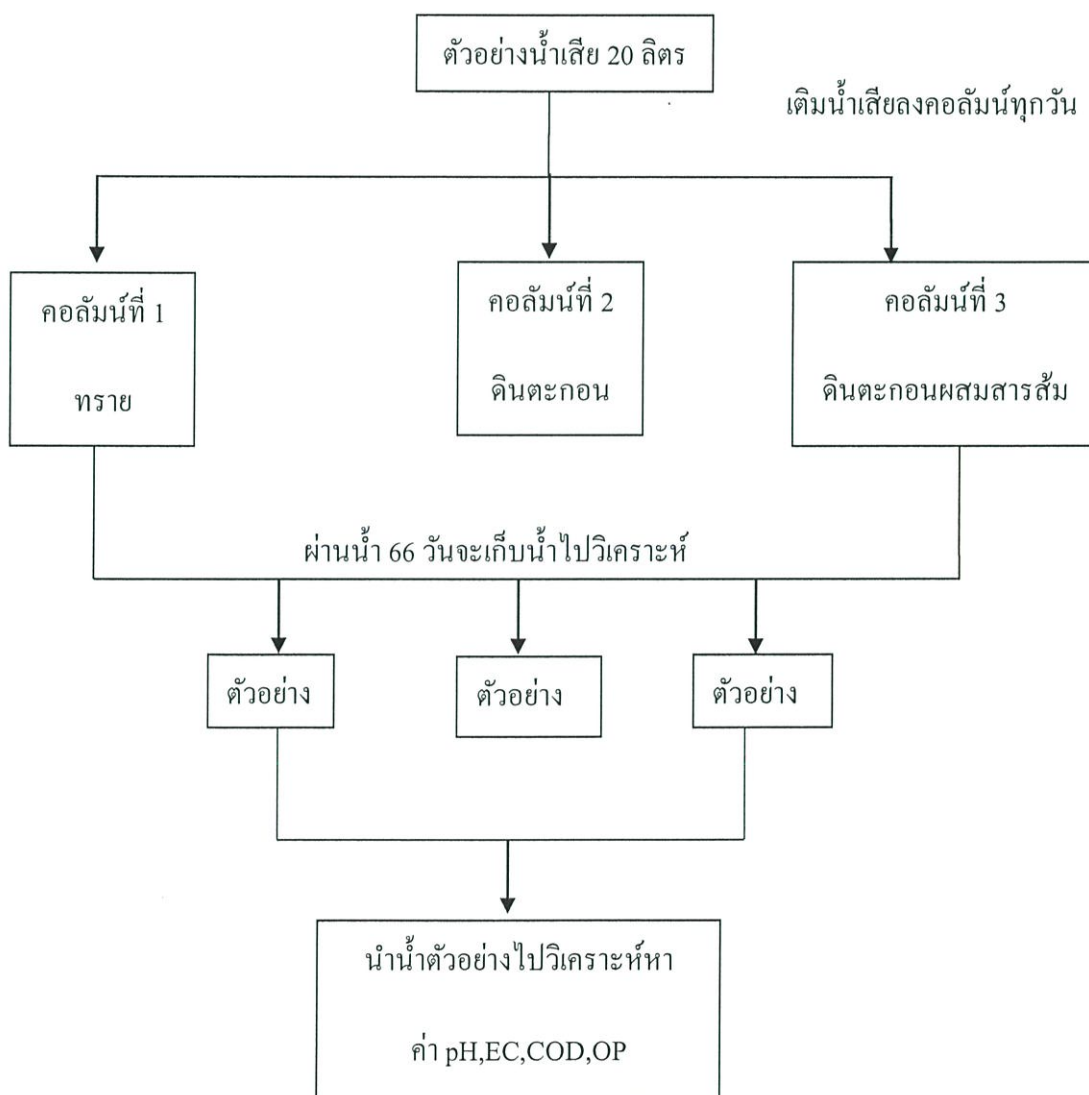 ตัวอย่างน้ำเสีย 20 ลิตร
เติมน้ำเสียลงคอลัมน์ทุกวัน
คอลัมน์ที่ 1
ทราย
คอลัมน์ที่ 2
ดินตะกอน
คอลัมน์ที่ 3
ดินตะกอนผสมสารส้ม
ผ่านน้ำ 66 วันจะเก็บน้ำไปวิเคราะห์
ตัวอย่าง
ตัวอย่าง
ตัวอย่าง
นำน้ำตัวอย่างไปวิเคราะห์หา
ค่า pH,EC,COD,OP